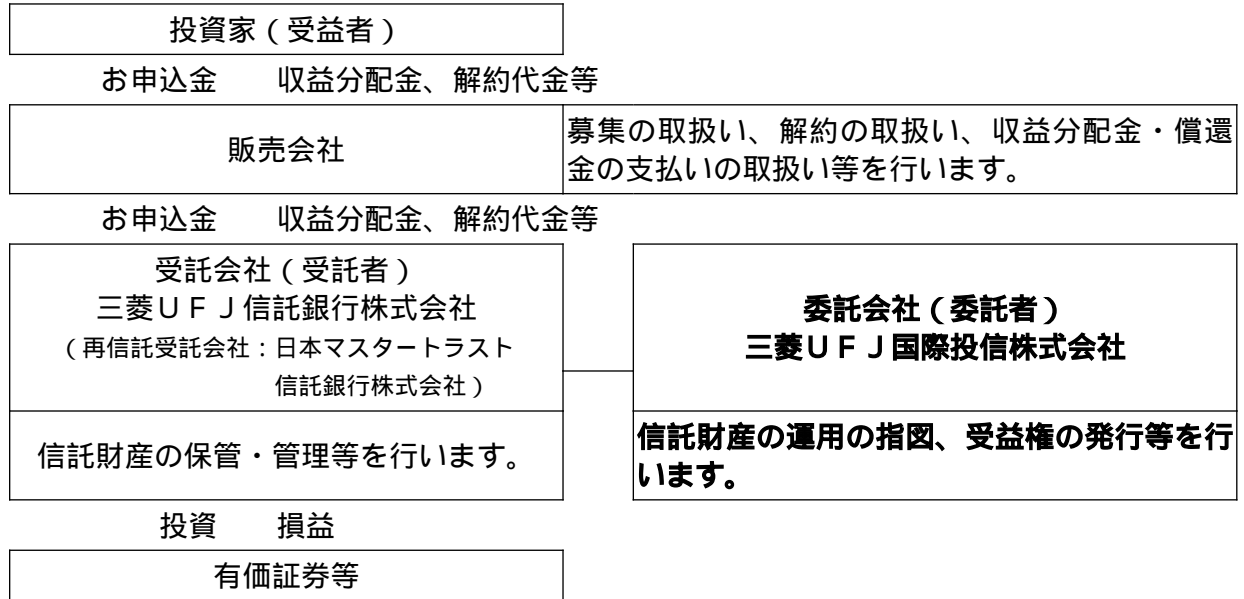 投資家（受益者）
お申込金　　収益分配金、解約代金等
販売会社
募集の取扱い、解約の取扱い、収益分配金・償還
金の支払いの取扱い等を行います。
お申込金　　収益分配金、解約代金等
受託会社（受託者）
三菱ＵＦＪ信託銀行株式会社
（再信託受託会社：日本マスタートラスト
信託銀行株式会社）
委託会社（委託者）
三菱ＵＦＪ国際投信株式会社
信託財産の保管・管理等を行います。
信託財産の運用の指図、受益権の発行等を行
います。
投資　　損益
有価証券等